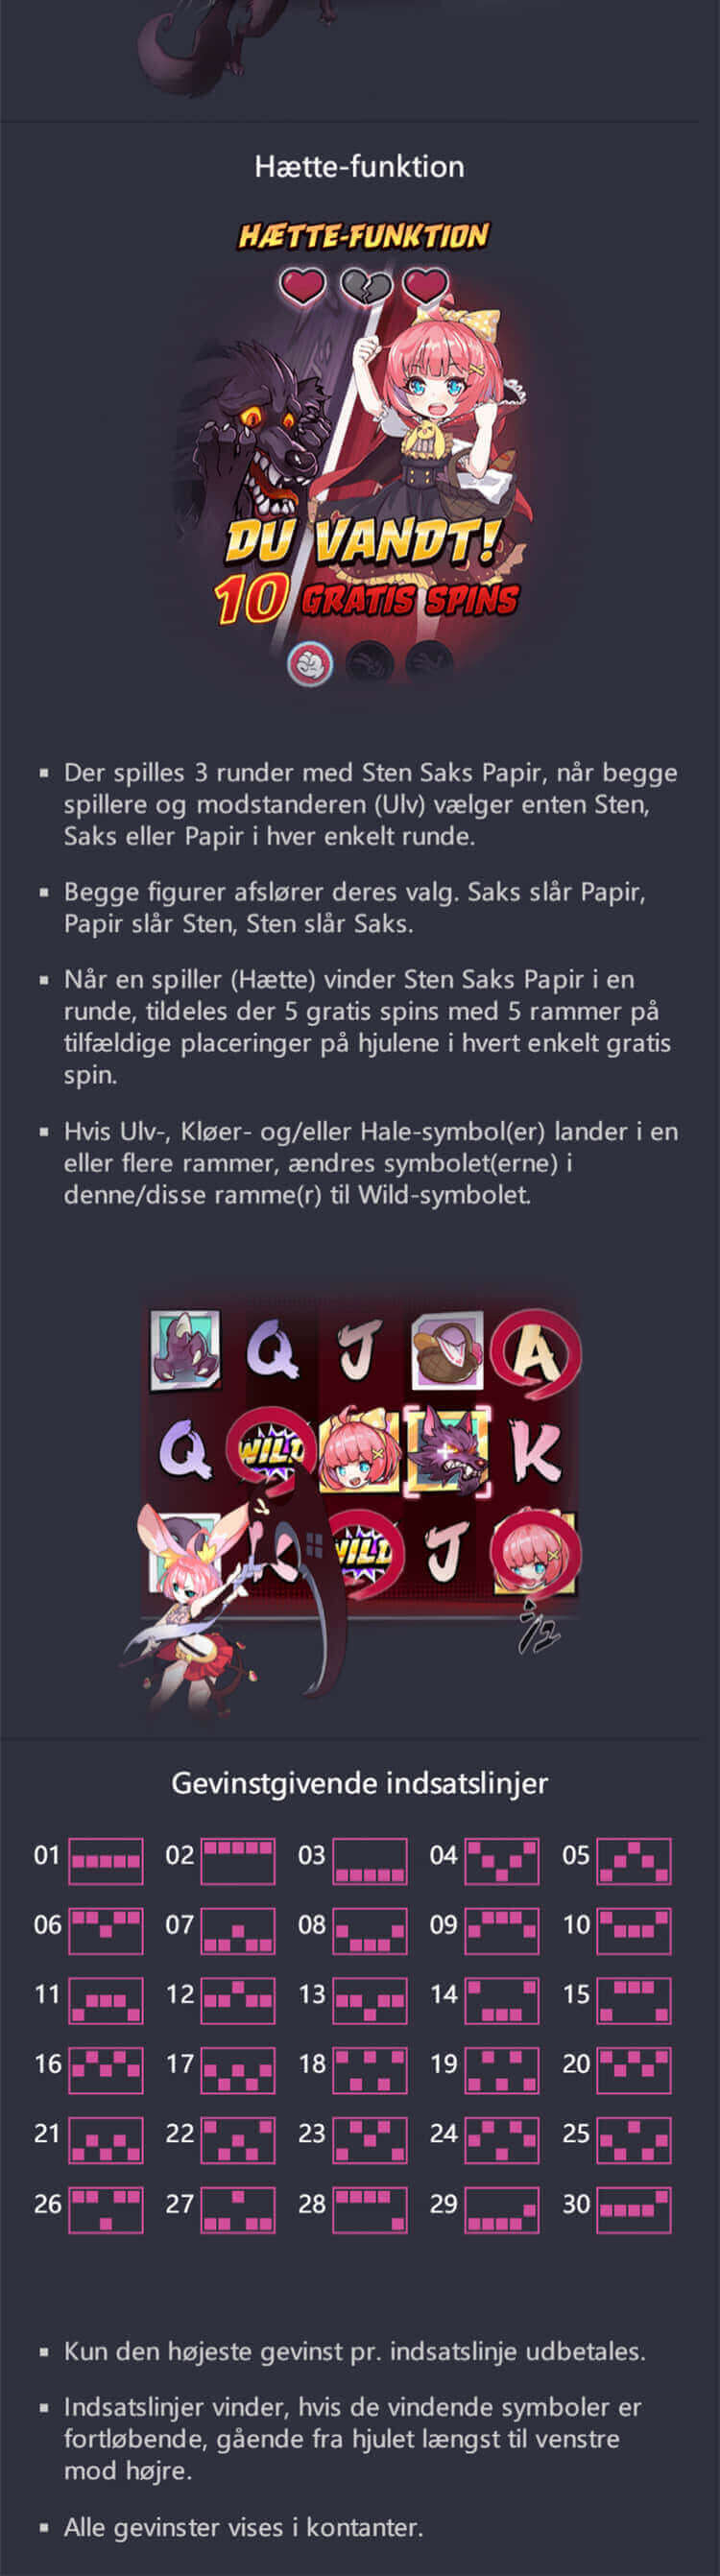 Hætte-funktion
HÆTTE-FUNKTION
DU VANDT!
10 GRATIS SPINS
▪ Der spilles 3 runder med Sten Saks Papir, når begge
spillere og modstanderen (Ulv) vælger enten Sten,
Saks eller Papir i hver enkelt runde.
▪ Begge figurer afslører deres valg. Saks slår Papir,
Papir slår Sten, Sten slår Saks.
▪ Når en spiller (Hætte) vinder Sten Saks Papir i en
runde, tildeles der 5 gratis spins med 5 rammer på
tilfældige placeringer på hjulene i hvert enkelt gratis
spin.
▪ Hvis Ulv-, Kløer- og/eller Hale-symbol(er) lander i en
eller flere rammer, ændres symbolet(erne) i
denne/disse ramme(r) til Wild-symbolet.
Q J A
Q WILD K
K WILD J
Gevinstgivende indsatslinjer
01 02 03 04 05
06 07 08 09 10
11 12 13 14 15
16 17 18 19 20
21 22 23 24 25
26 27 28 29 30
▪ Kun den højeste gevinst pr. indsatslinje udbetales.
▪ Indsatslinjer vinder, hvis de vindende symboler er
fortløbende, gående fra hjulet længst til venstre
mod højre.
▪ Alle gevinster vises i kontanter.